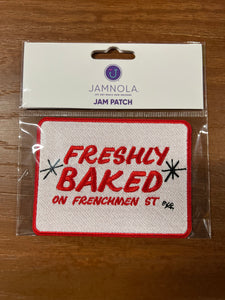 JAMNOLA
JAM PATCH
FRESHLY
BAKED
ON FRENCHMEN ST